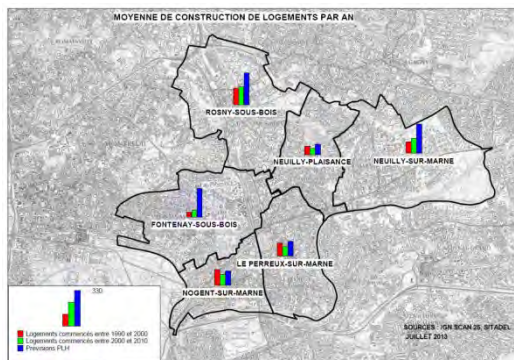 MOYENNE DE CONSTRUCTION DE LOGEMENTS PAR AN
ROSNY-SOUS-BOIS
NEUILLY-PLAISANCE
NEUILLY-SUR-MARNE
FONTENAY-SOUS-BOIS
LE PERREUX-SUR-MARNE
NOGENT-SUR-MARNE
330
Logements commencés entre 1990 et 2000
Logements commencés entre 2000 et 2010
Prévisions PLH
SOURCES : IGN SCAN 25, SITADEL
JUILLET 2013